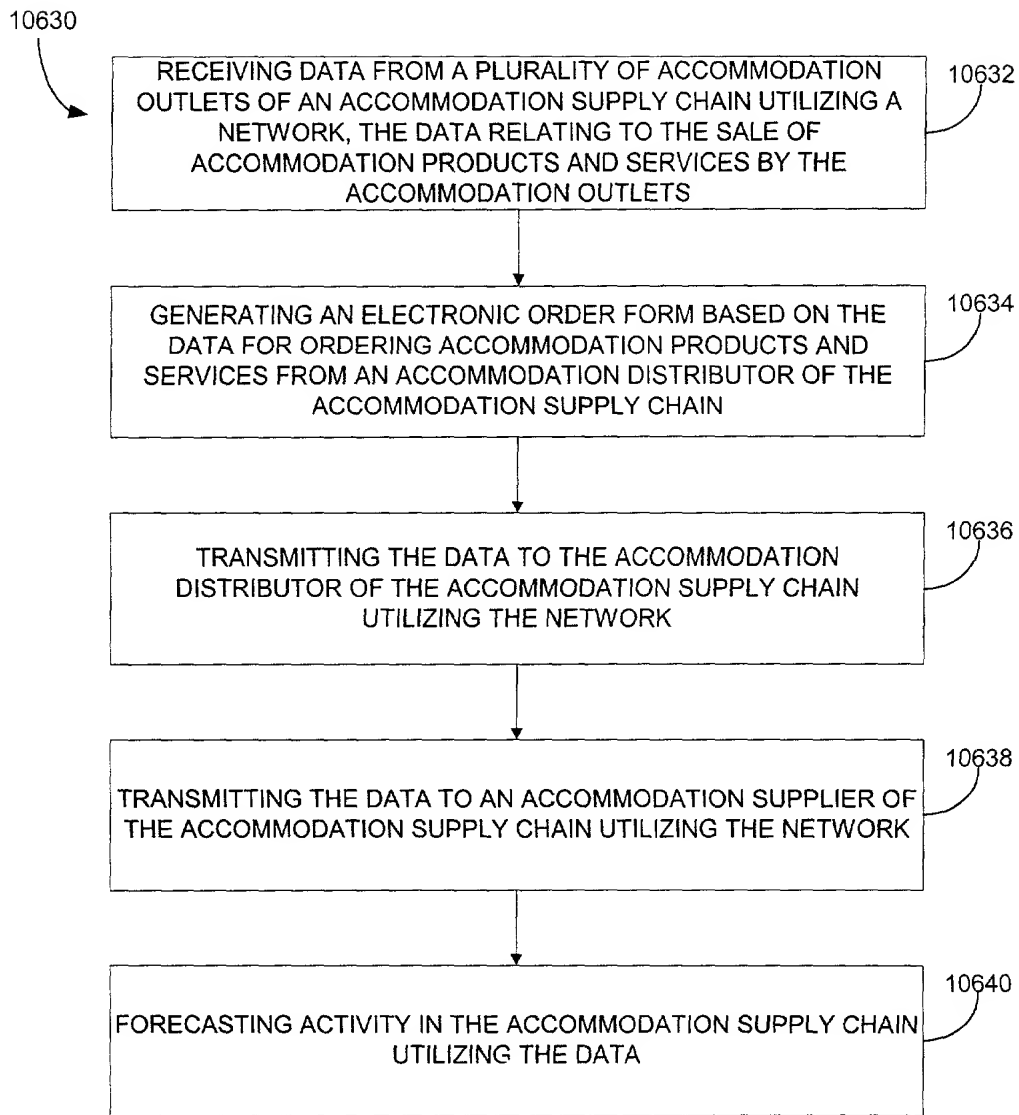 10630
RECEIVING DATA FROM A PLURALITY OF ACCOMMODATION
OUTLETS OF AN ACCOMMODATION SUPPLY CHAIN UTILIZING A
NETWORK, THE DATA RELATING TO THE SALE OF
ACCOMMODATION PRODUCTS AND SERVICES BY THE
ACCOMMODATION OUTLETS
10632
GENERATING AN ELECTRONIC ORDER FORM BASED ON THE
DATA FOR ORDERING ACCOMMODATION PRODUCTS AND
SERVICES FROM AN ACCOMMODATION DISTRIBUTOR OF THE
ACCOMMODATION SUPPLY CHAIN
10634
TRANSMITTING THE DATA TO THE ACCOMMODATION
DISTRIBUTOR OF THE ACCOMMODATION SUPPLY CHAIN
UTILIZING THE NETWORK
10636
TRANSMITTING THE DATA TO AN ACCOMMODATION SUPPLIER OF
THE ACCOMMODATION SUPPLY CHAIN UTILIZING THE NETWORK
10638
FORECASTING ACTIVITY IN THE ACCOMMODATION SUPPLY CHAIN
UTILIZING THE DATA
10640